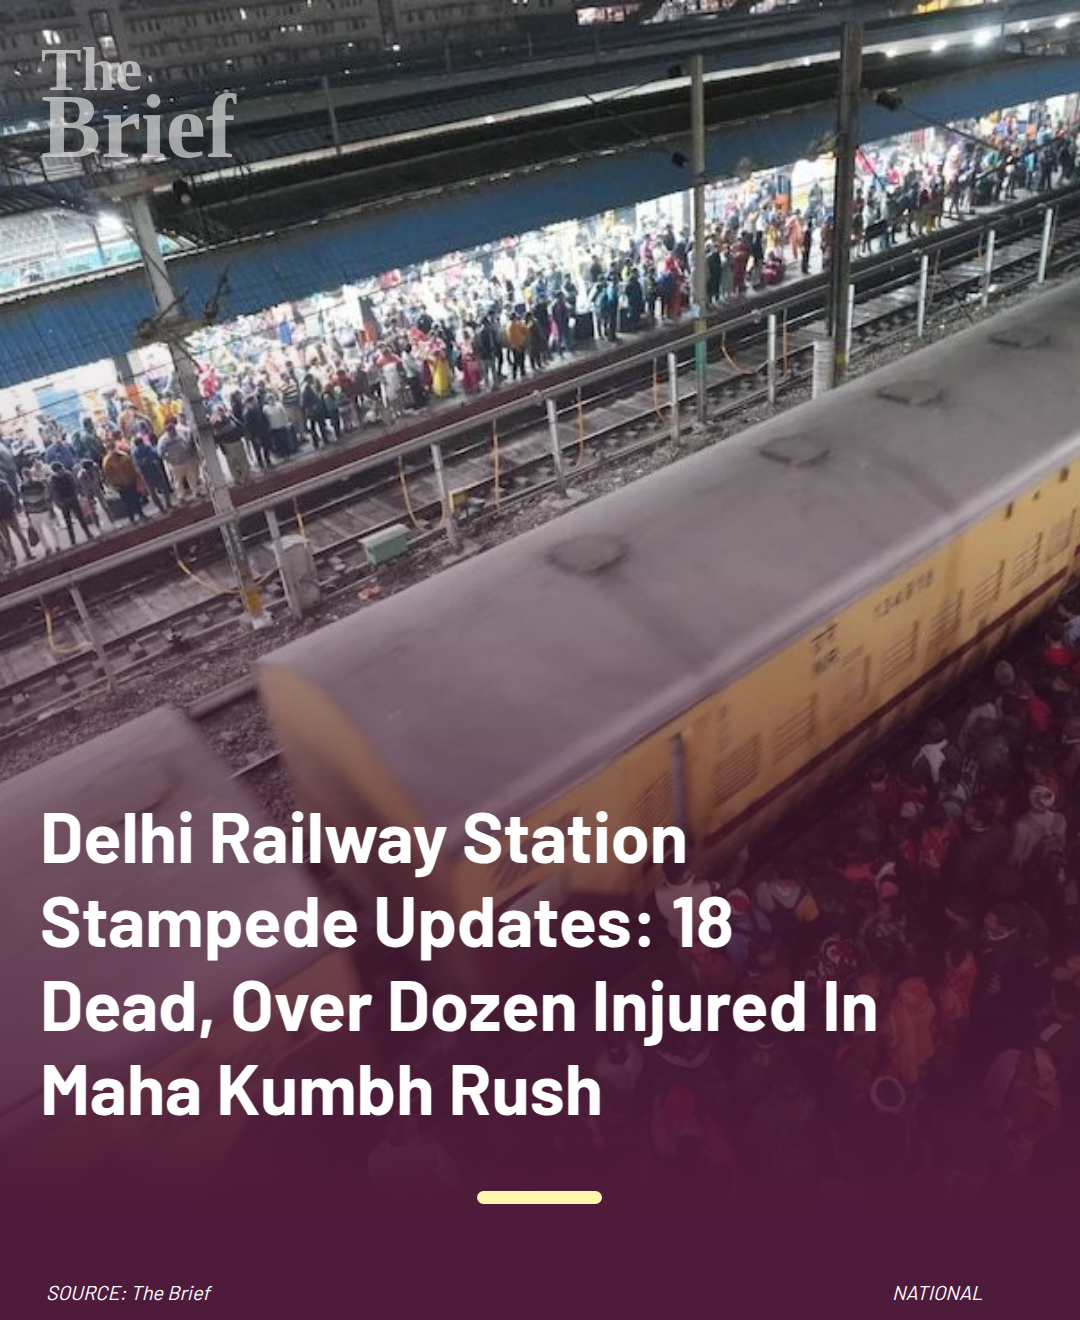 The
Brief
Delhi Railway Station
Stampede Updates: 18
Dead, Over Dozen Injured In
Maha Kumbh Rush
SOURCE: The Brief
NATIONAL